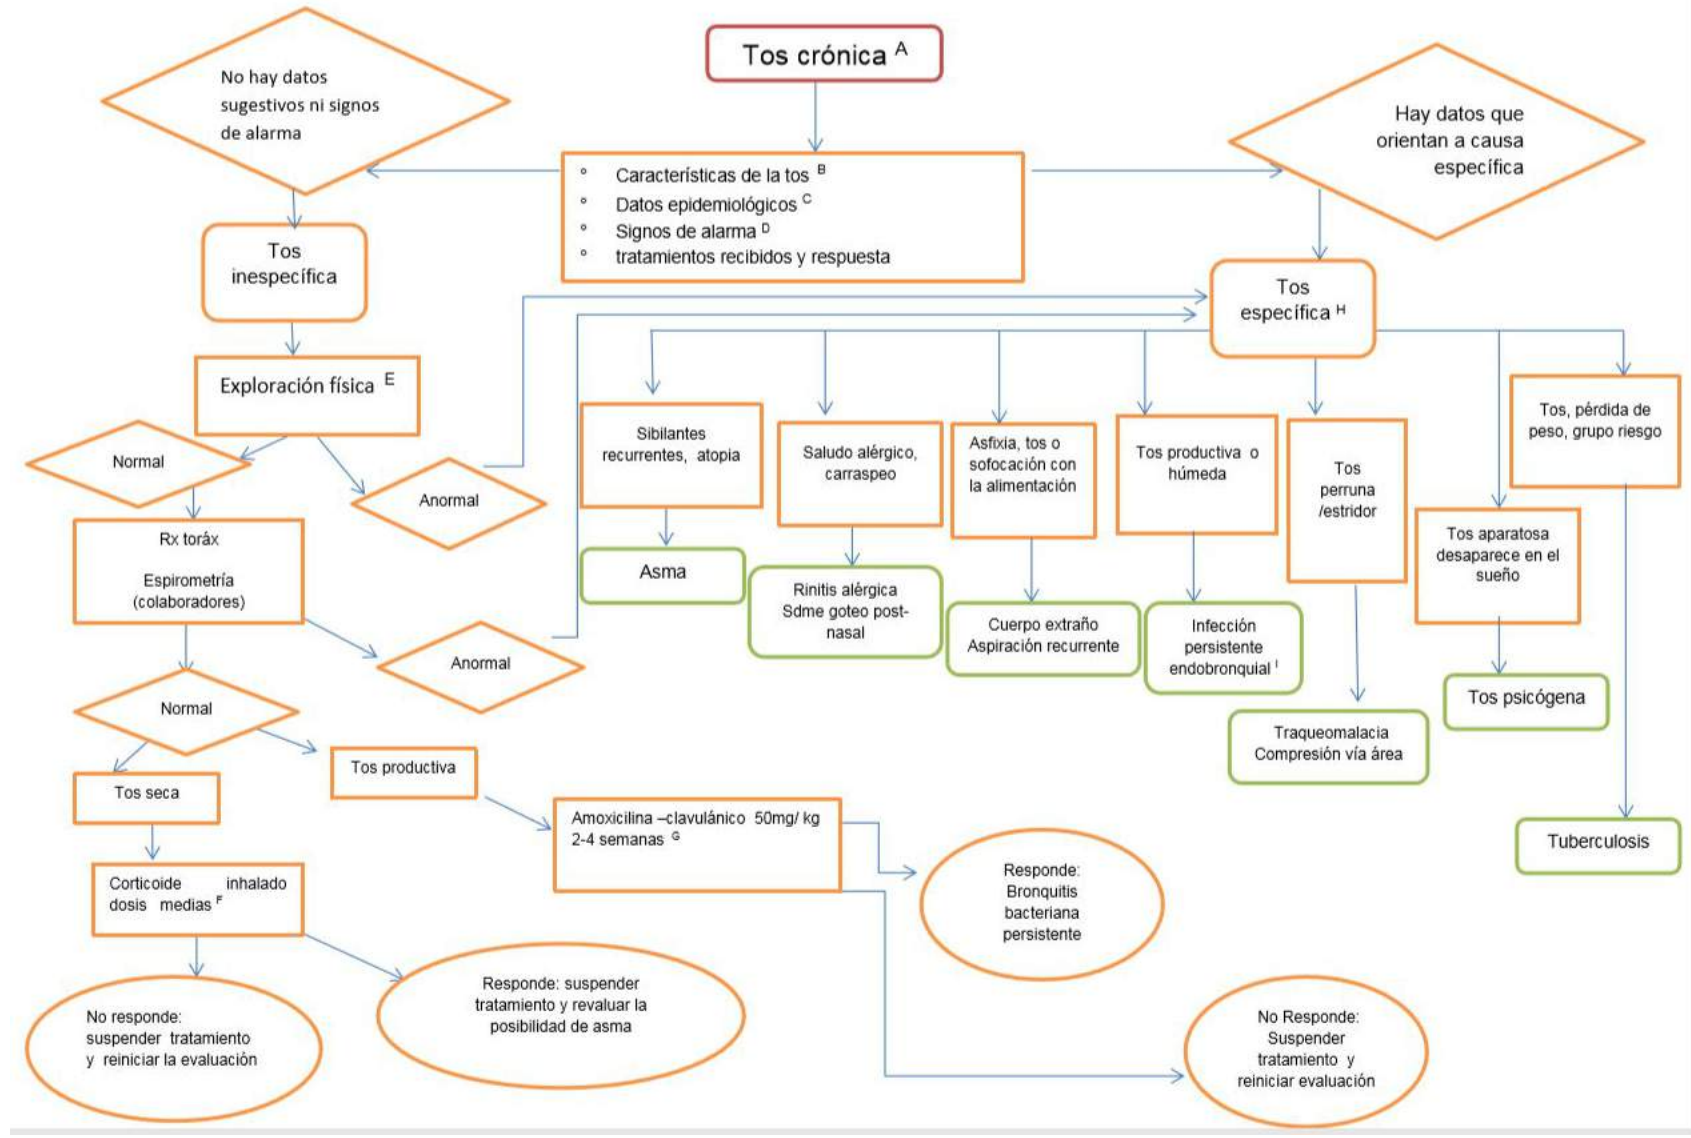 Tos crónica A
No hay datos
sugestivos ni signos
de alarma
Hay datos que
orientan a causa
específica
° Características de la tos B
° Datos epidemiológicos C
° Signos de alarma D
° tratamientos recibidos y respuesta
Tos
inespecífica
Tos
específica H
Exploración física E
Normal
Anormal
Sibilantes
recurrentes, atopia
Saludo alérgico,
carraspeo
Asfixia, tos o
sofocación con
la alimentación
Tos productiva o
húmeda
Tos
perruna
/estridor
Tos aparatosa
desaparece en el
sueño
Tos, pérdida de
peso, grupo riesgo
Rx toráx
Espirometría
(colaboradores)
Asma
Rinitis alérgica
Sdme goteo post-
nasal
Cuerpo extraño
Aspiración recurrente
Infección
persistente
endobronquial I
Traqueomalacia
Compresión vía área
Tos psicógena
Tuberculosis
Anormal
Normal
Tos productiva
Tos seca
Amoxicilina –clavulánico 50mg/ kg
2-4 semanas G
Corticoide inhalado
dosis medias F
Responde:
Bronquitis
bacteriana
persistente
No responde:
suspender tratamiento
y reiniciar la evaluación
Responde: suspender
tratamiento y revaluar la
posibilidad de asma
No Responde:
Suspender
tratamiento y
reiniciar evaluación